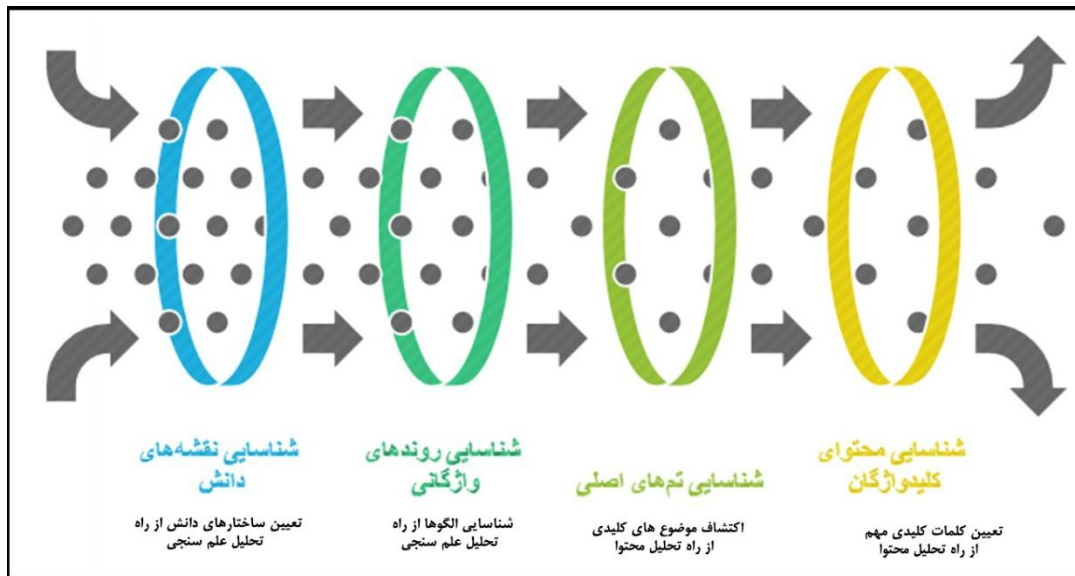 شناسایی نقشه‌های
دانش
تعیین ساختارهای دانش از راه
تحلیل علم سنجی
شناسایی روندهای
واژگانی
شناسایی الگوها از راه
تحلیل علم سنجی
شناسایی تم‌های اصلی
اکتشاف موضوع های کلیدی
از راه تحلیل محتوا
شناسایی محتوای
کلیدواژگان
تعیین کلمات کلیدی مهم
از راه تحلیل محتوا